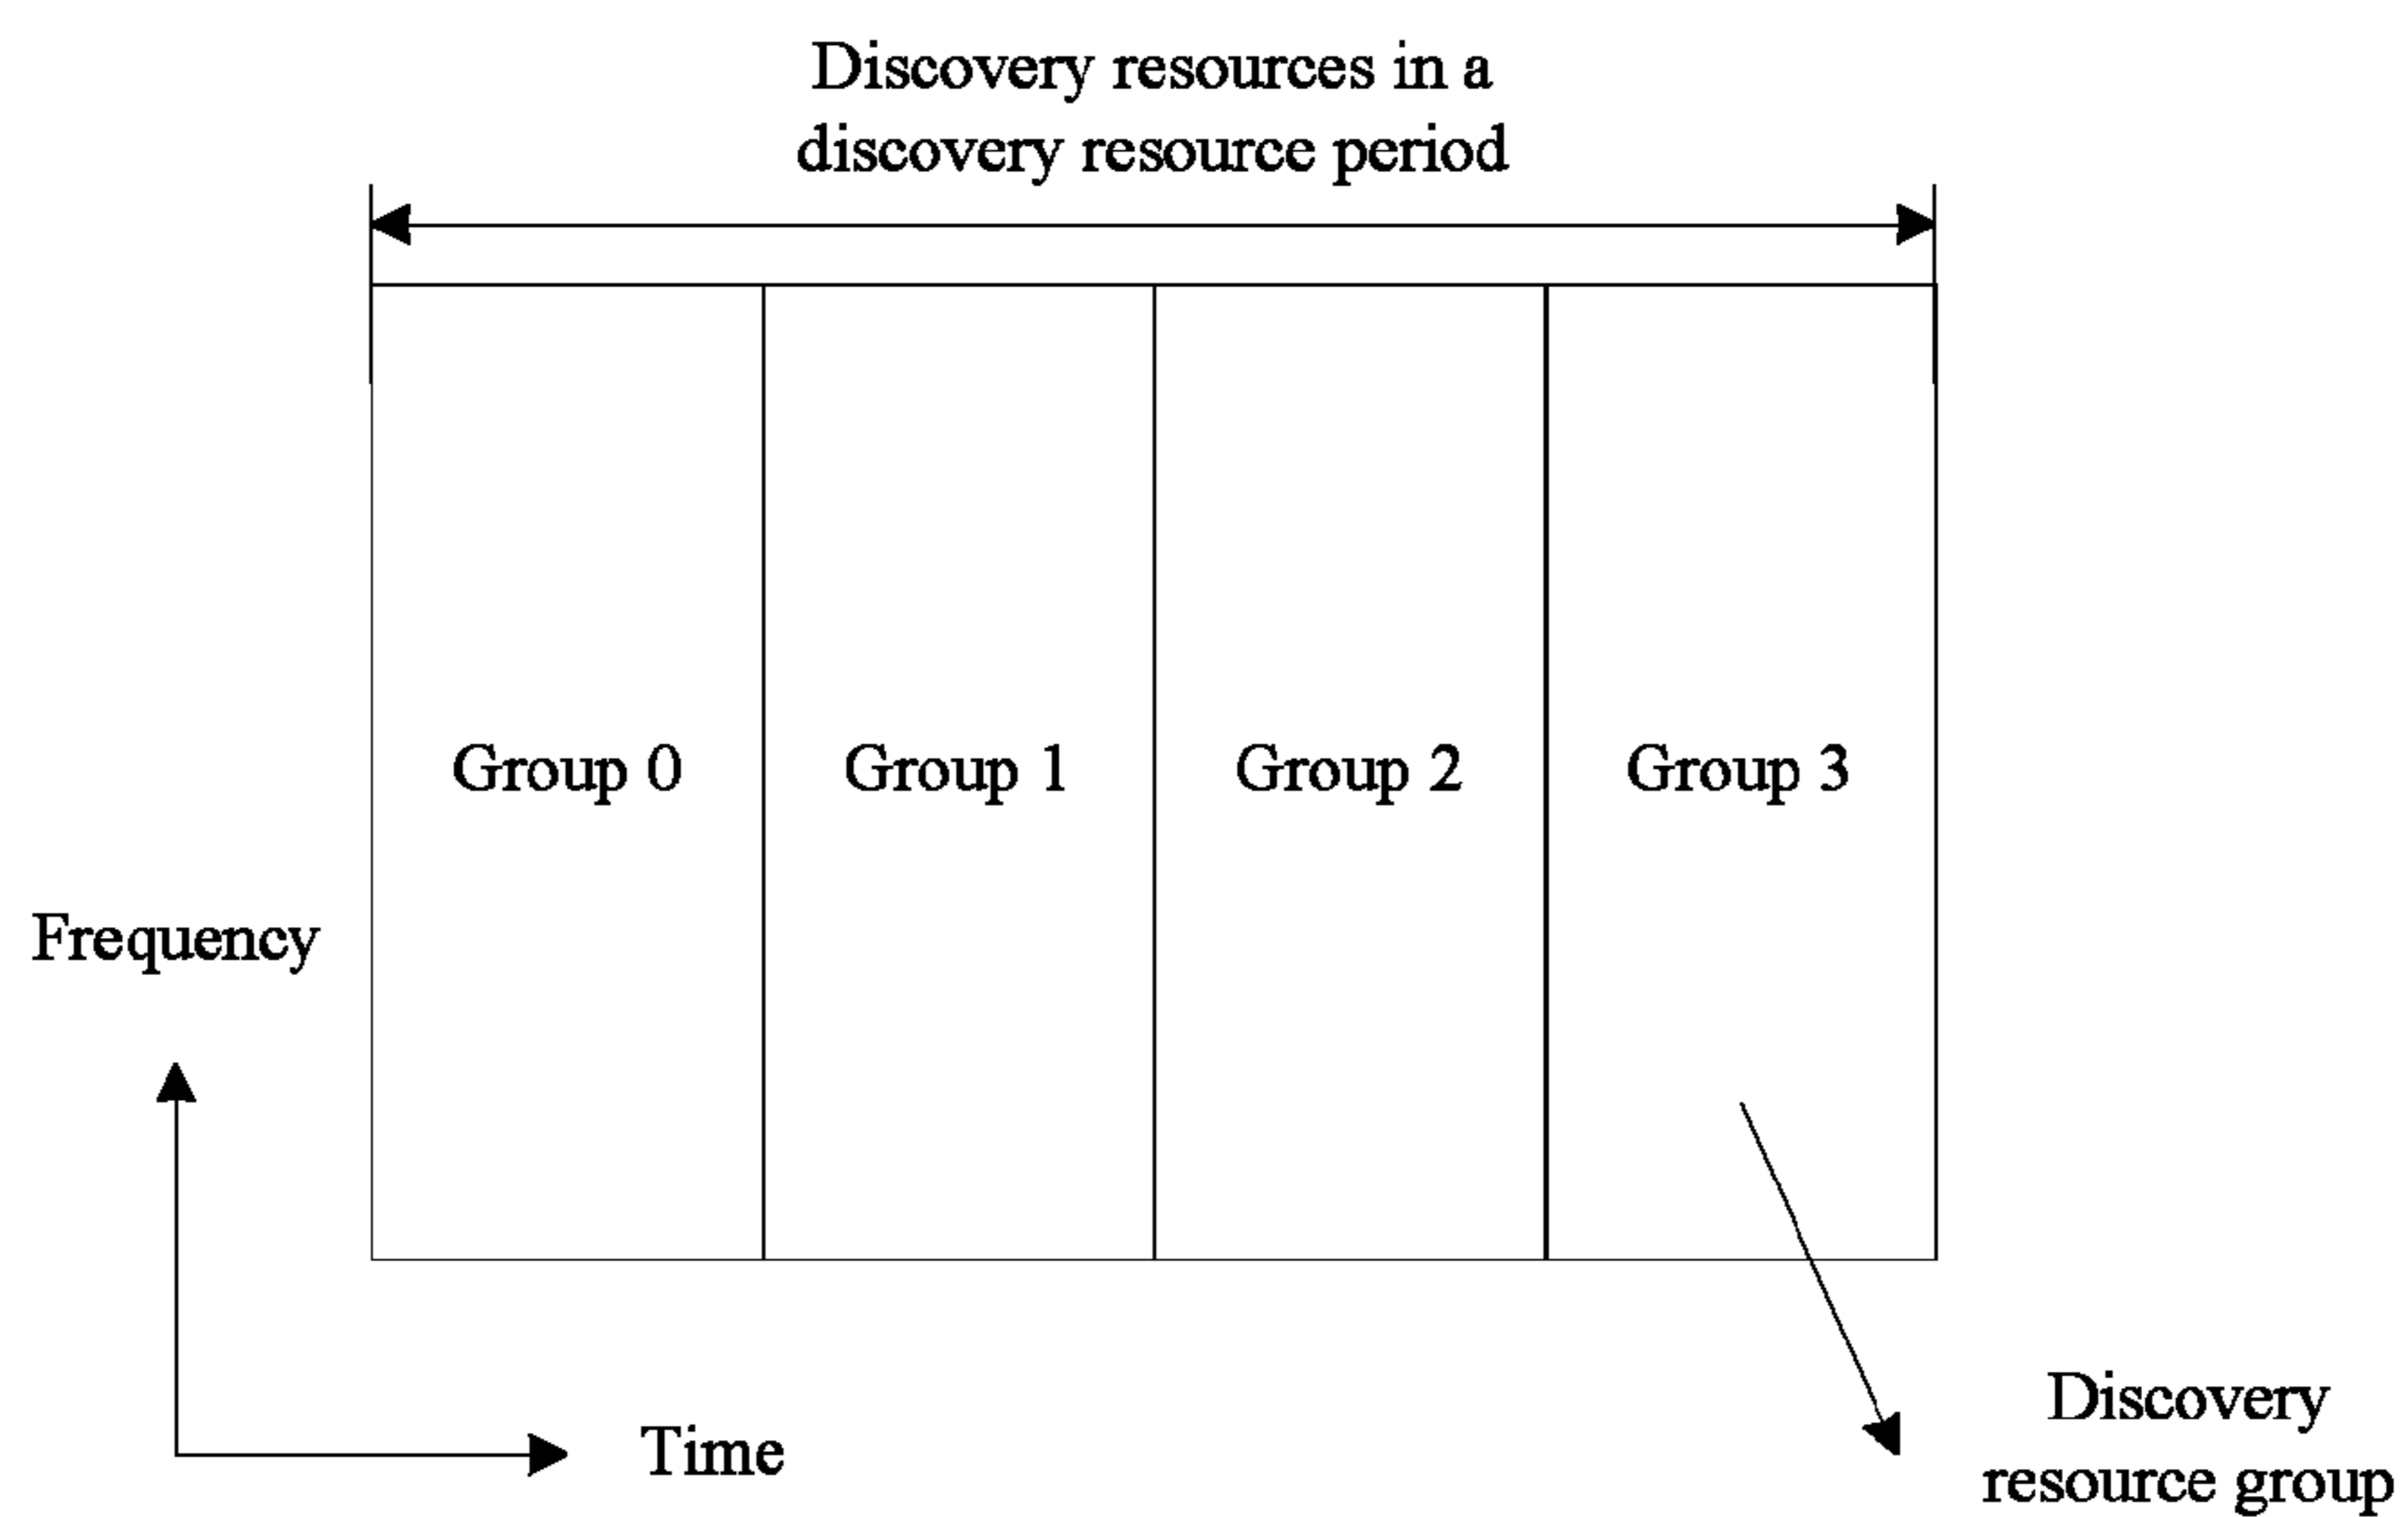 Discovery resources in a
discovery resource period
Group 0
Group 1
Group 2
Group 3
Frequency
Time
Discovery
resource group